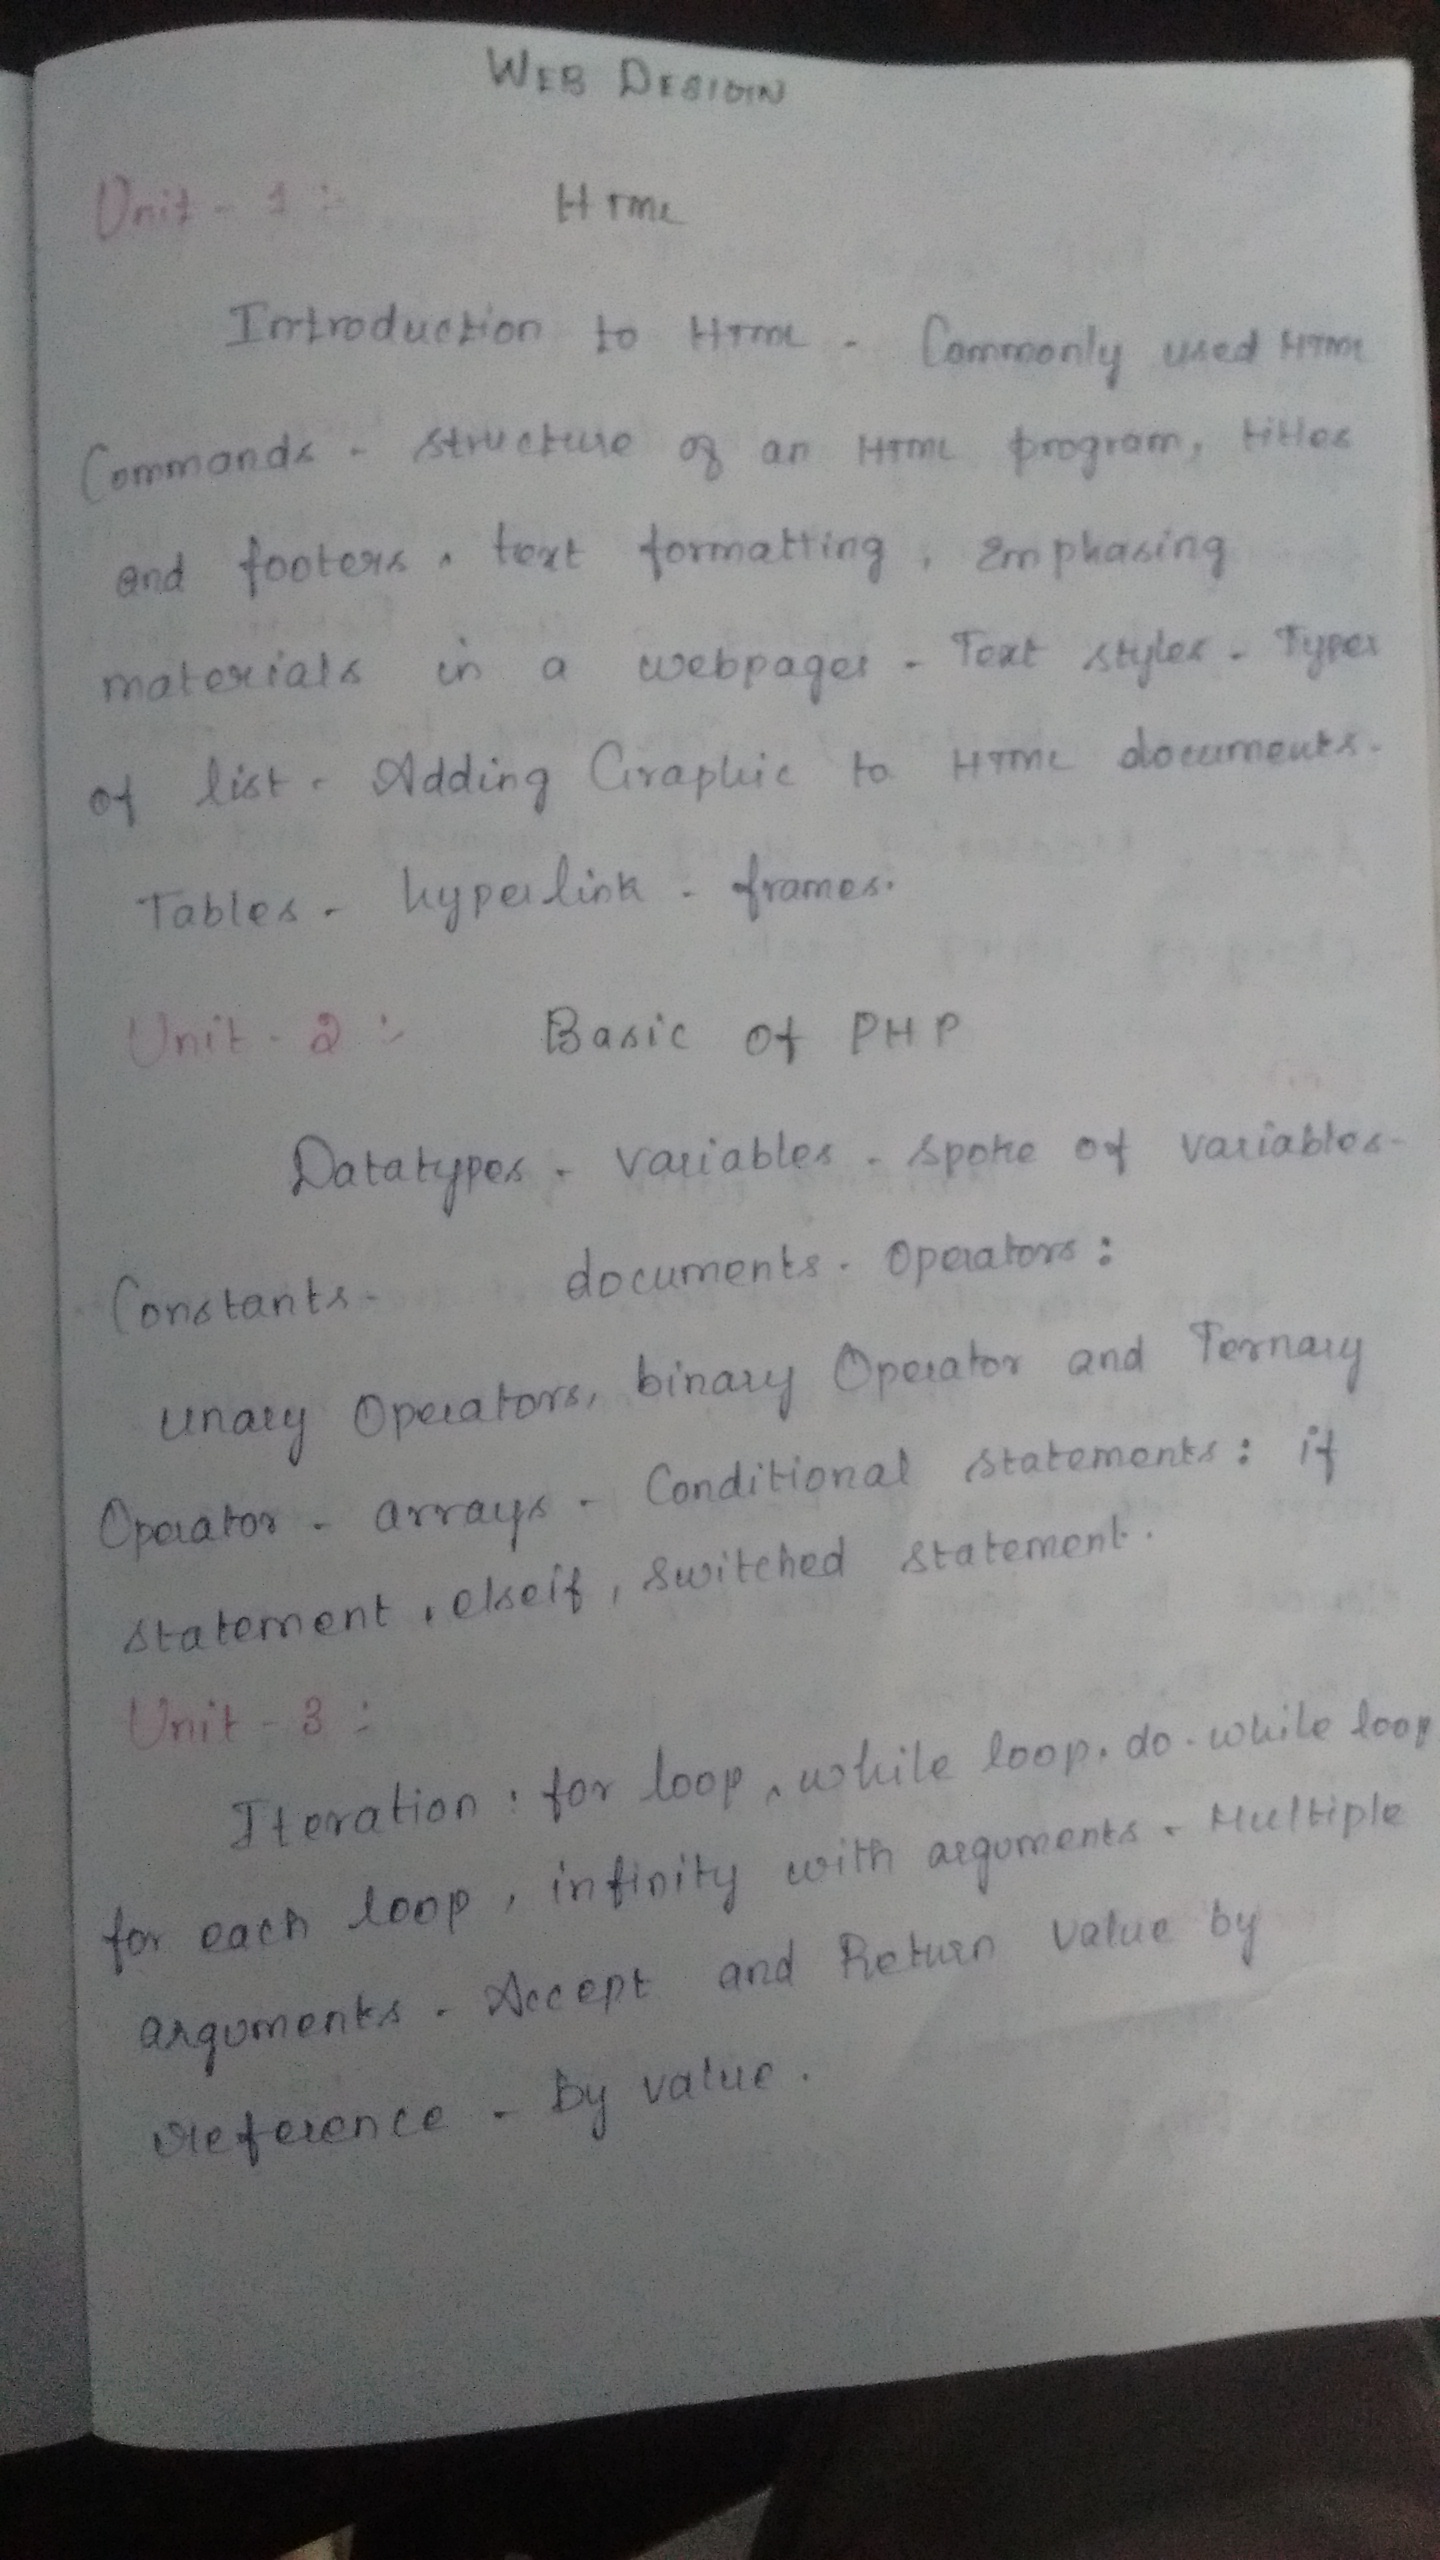 WEB DESIGN
Unit - 1 :- HTML
Introduction to HTML - Commonly used HTML
Commands - structure of an HTML program, titles
and footers, text formatting, Emphasing
materials in a webpages - Text styles - Types
of list - Adding Graphic to HTML documents -
Tables - hyperlink - frames.
Unit - 2 :- Basic of PHP
Datatypes - variables - spoke of variables -
Constants - documents - Operators :
unary Operators, binary Operator and Ternary
Operator - arrays - Conditional statements : if
statement, elseif, switched statement.
Unit - 3 :
Iteration : for loop, while loop, do - while loop
for each loop, infinity with arguments - Multiple
arguments - Accept and Return value by
reference - By value.